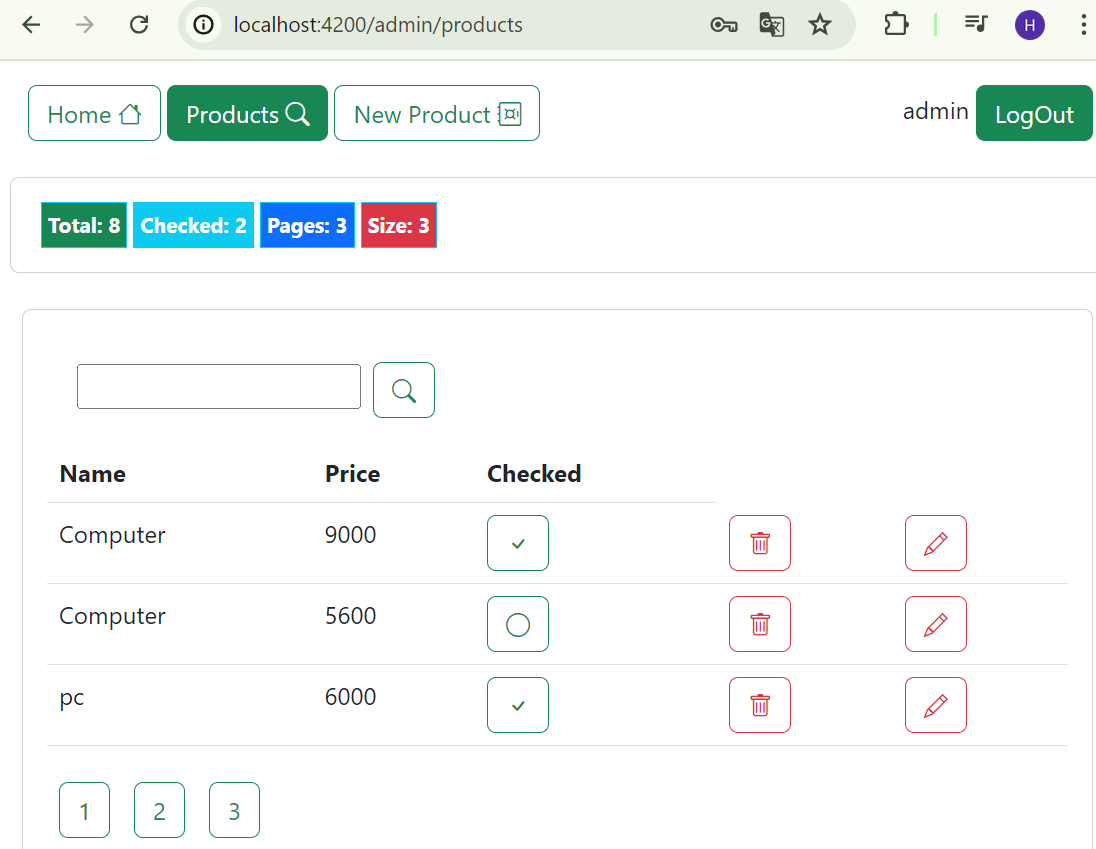 localhost:4200/admin/products
H
Home Products New Product admin LogOut
Total: 8 Checked: 2 Pages: 3 Size: 3
Name Price Checked
Computer 9000
Computer 5600
pc 6000
1 2 3